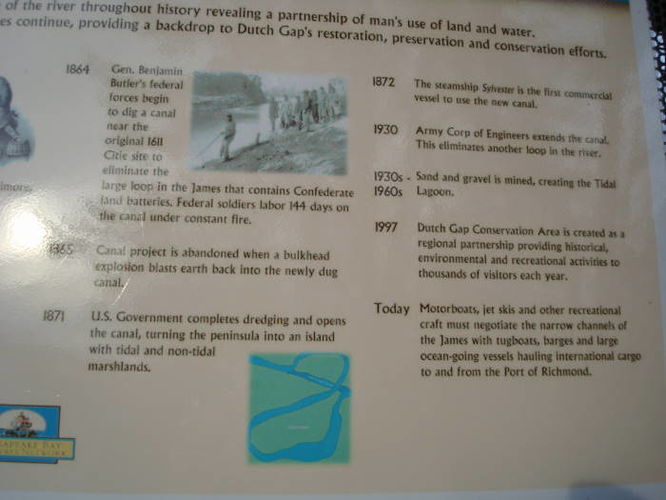 of the river throughout history revealing a partnership of man's use of land and water.
es continue, providing a backdrop to Dutch Gap's restoration, preservation and conservation efforts.
1864 Gen. Benjamin
Butler's federal
forces begin
to dig a canal
near the
original 1611
Citie site to
eliminate the
large loop in the James that contains Confederate
land batteries. Federal soldiers labor 144 days on
the canal under constant fire.
1865 Canal project is abandoned when a bulkhead
explosion blasts earth back into the newly dug
canal.
1871 U.S. Government completes dredging and opens
the canal, turning the peninsula into an island
with tidal and non-tidal
marshlands.
1872 The steamship Sylvester is the first commercial
vessel to use the new canal.
1930 Army Corp of Engineers extends the canal.
This eliminates another loop in the river.
1930s - Sand and gravel is mined, creating the Tidal
1960s Lagoon.
1997 Dutch Gap Conservation Area is created as a
regional partnership providing historical,
environmental and recreational activities to
thousands of visitors each year.
Today Motorboats, jet skis and other recreational
craft must negotiate the narrow channels of
the James with tugboats, barges and large
ocean-going vessels hauling international cargo
to and from the Port of Richmond.
timore,
SAPEAKE BAY
NETWORK